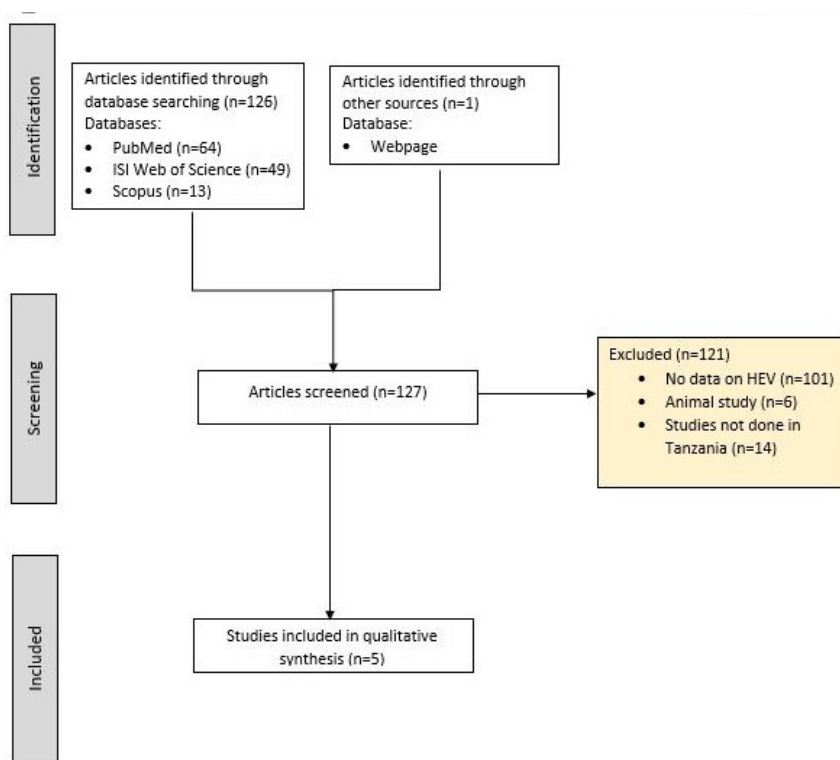 Identification
Articles identified through
database searching (n=126)
Databases:
• PubMed (n=64)
• ISI Web of Science (n=49)
• Scopus (n=13)
Articles identified through
other sources (n=1)
Database:
• Webpage
Screening
Articles screened (n=127)
Excluded (n=121)
• No data on HEV (n=101)
• Animal study (n=6)
• Studies not done in
Tanzania (n=14)
Included
Studies included in qualitative
synthesis (n=5)